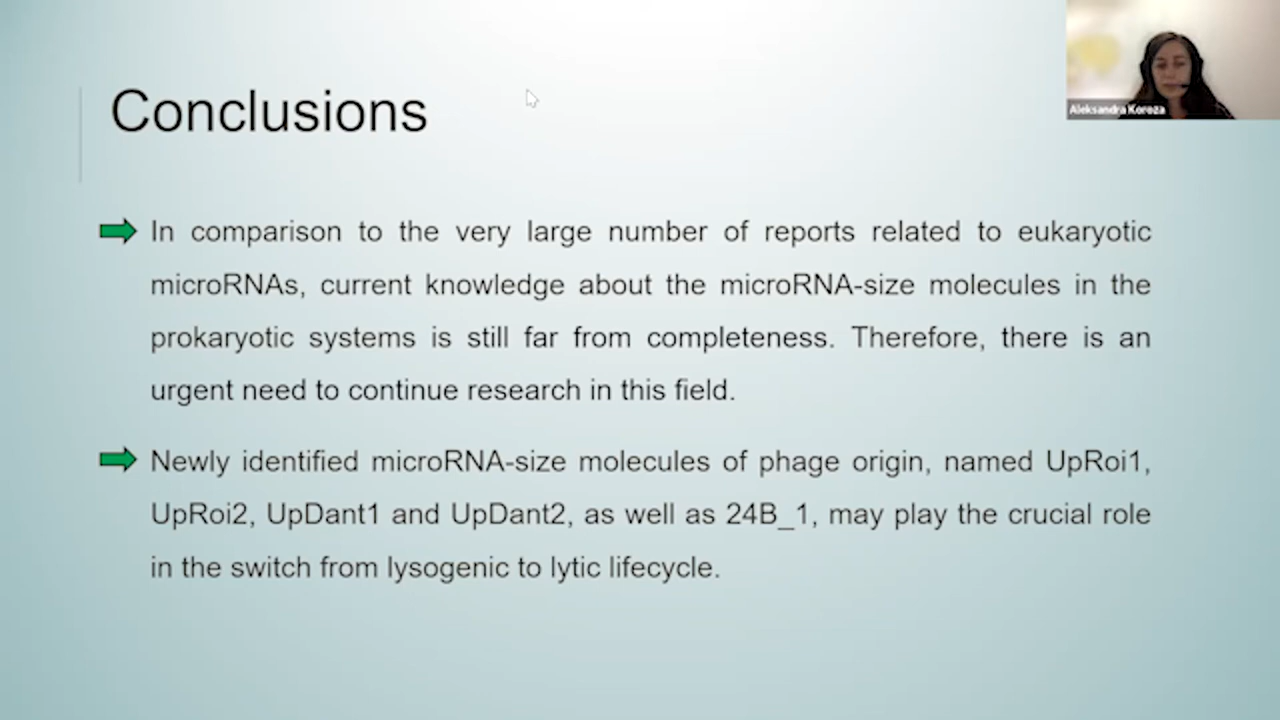 Conclusions
Aleksandra Koroza
In comparison to the very large number of reports related to eukaryotic
microRNAs, current knowledge about the microRNA-size molecules in the
prokaryotic systems is still far from completeness. Therefore, there is an
urgent need to continue research in this field.
Newly identified microRNA-size molecules of phage origin, named UpRoi1,
UpRoi2, UpDant1 and UpDant2, as well as 24B_1, may play the crucial role
in the switch from lysogenic to lytic lifecycle.